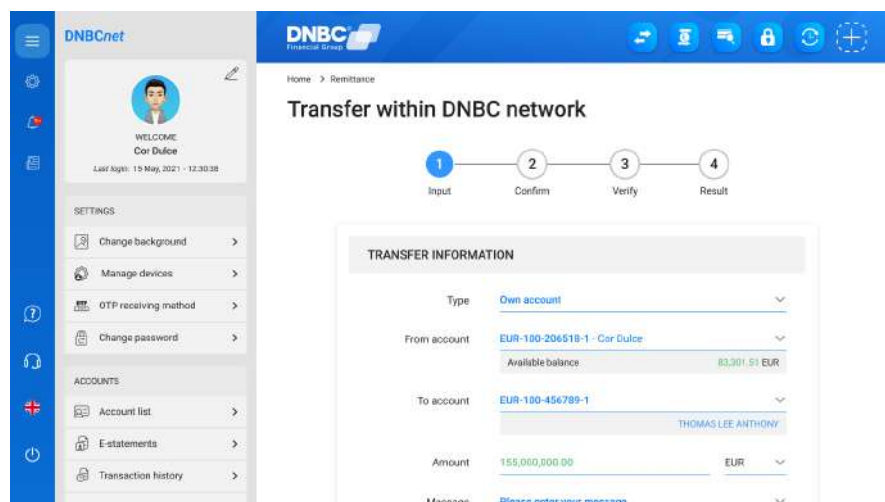 DNBCnet
WELCOME
Cor Dulce
Last login: 15 May, 2021 - 12:30:38
SETTINGS
Change background
Manage devices
OTP receiving method
Change password
ACCOUNTS
Account list
E-statements
Transaction history
DNBC
Financial Group
Home > Remittance
Transfer within DNBC network
1 2 3 4
Input Confirm Verify Result
TRANSFER INFORMATION
Type Own account
From account EUR-100-206518-1 - Cor Dulce
Available balance 83,301.51 EUR
To account EUR-100-456789-1
THOMAS LEE ANTHONY
Amount 155,000,000.00 EUR
Message Please enter your message